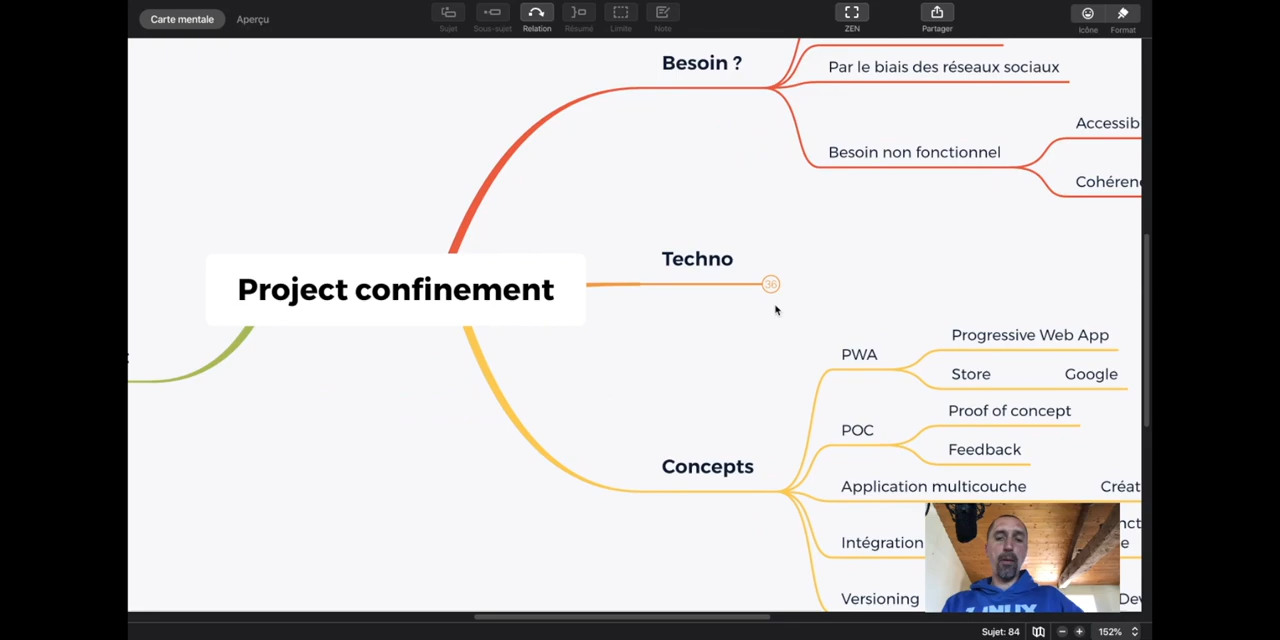 Carte mentale
Aperçu
Sujet
Sous-sujet
Relation
Résumé
Limite
Note
ZEN
Partager
Icône
Format
Besoin ?
Par le biais des réseaux sociaux
Besoin non fonctionnel
Accessib
Cohéren
Techno
36
Project confinement
PWA
Progressive Web App
Store
Google
POC
Proof of concept
Feedback
Concepts
Application multicouche
Créat
Intégration
nct
e
Versioning
Dev
LINUX
Sujet: 84
152%